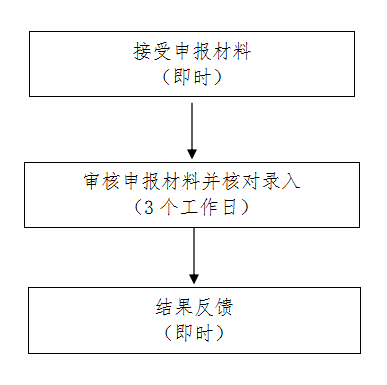 接受申报材料
（即时）
审核申报材料并核对录入
（3 个工作日）
结果反馈
（即时）